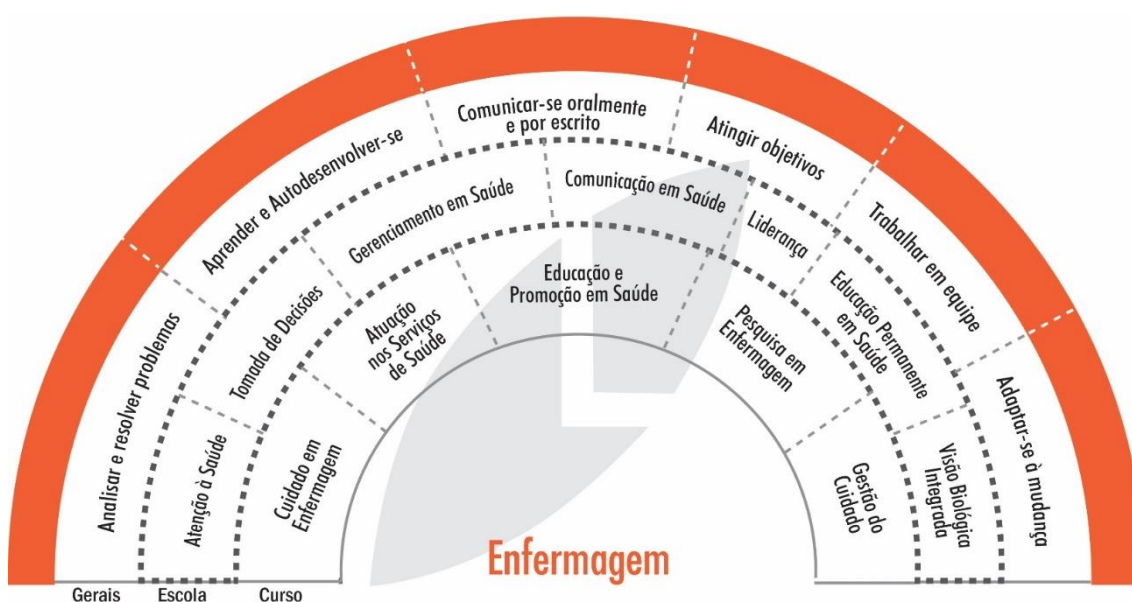 Analisar e resolver problemas
Aprender e Autodesenvolver-se
Comunicar-se oralmente
e por escrito
Atingir objetivos
Trabalhar em equipe
Adaptar-se à mudança
Atenção à Saúde
Tomada de Decisões
Gerenciamento em Saúde
Comunicação em Saúde
Liderança
Educação Permanente
em Saúde
Visão Biológica
Integrada
Cuidado em
Enfermagem
Atuação
nos Serviços
de Saúde
Educação e
Promoção em Saúde
Pesquisa em
Enfermagem
Gestão do
Cuidado
Enfermagem
Gerais
Escola
Curso